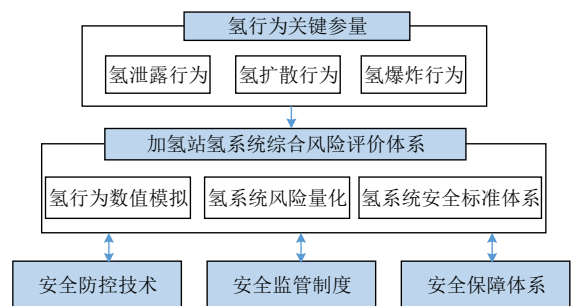 氢行为关键参量
氢泄露行为 氢扩散行为 氢爆炸行为
加氢站氢系统综合风险评价体系
氢行为数值模拟 氢系统风险量化 氢系统安全标准体系
安全防控技术 安全监管制度 安全保障体系